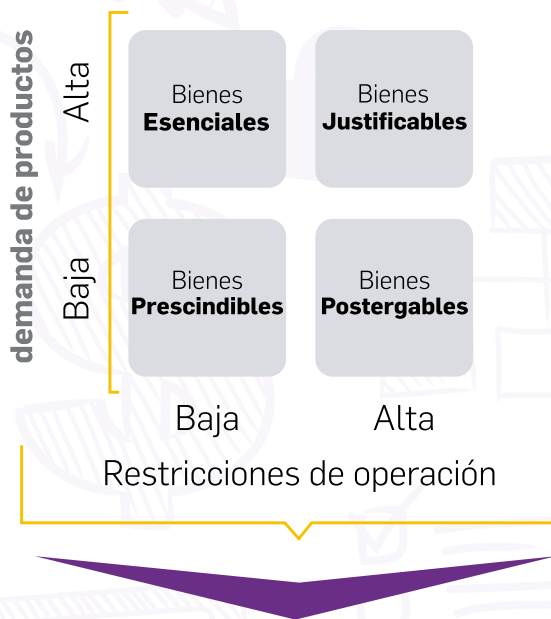 demanda de productos
Alta
Bienes
Esenciales
Bienes
Justificables
Baja
Bienes
Prescindibles
Bienes
Postergables
Baja
Alta
Restricciones de operación